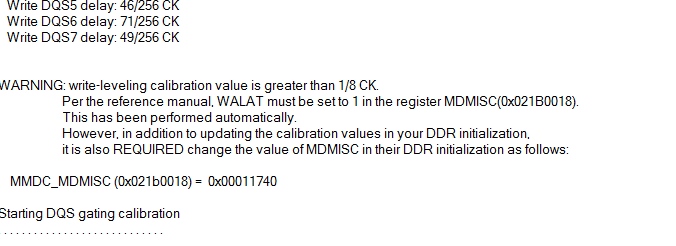 Write DQS5 delay: 46/256 CK
Write DQS6 delay: 71/256 CK
Write DQS7 delay: 49/256 CK
WARNING: write-leveling calibration value is greater than 1/8 CK.
Per the reference manual, WALAT must be set to 1 in the register MDMISC(0x021B0018).
This has been performed automatically.
However, in addition to updating the calibration values in your DDR initialization,
it is also REQUIRED change the value of MDMISC in their DDR initialization as follows:
MMDC_MDMISC (0x021b0018) = 0x00011740
Starting DQS gating calibration
. . . . . . . . . . . . . . . . . . . . . . . . . . .